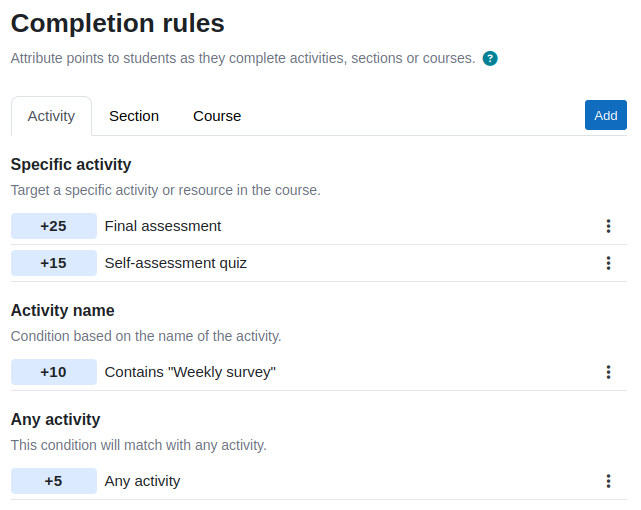 Completion rules
Attribute points to students as they complete activities, sections or courses. ?
Activity Section Course Add
Specific activity
Target a specific activity or resource in the course.
+25 Final assessment
+15 Self-assessment quiz
Activity name
Condition based on the name of the activity.
+10 Contains "Weekly survey"
Any activity
This condition will match with any activity.
+5 Any activity